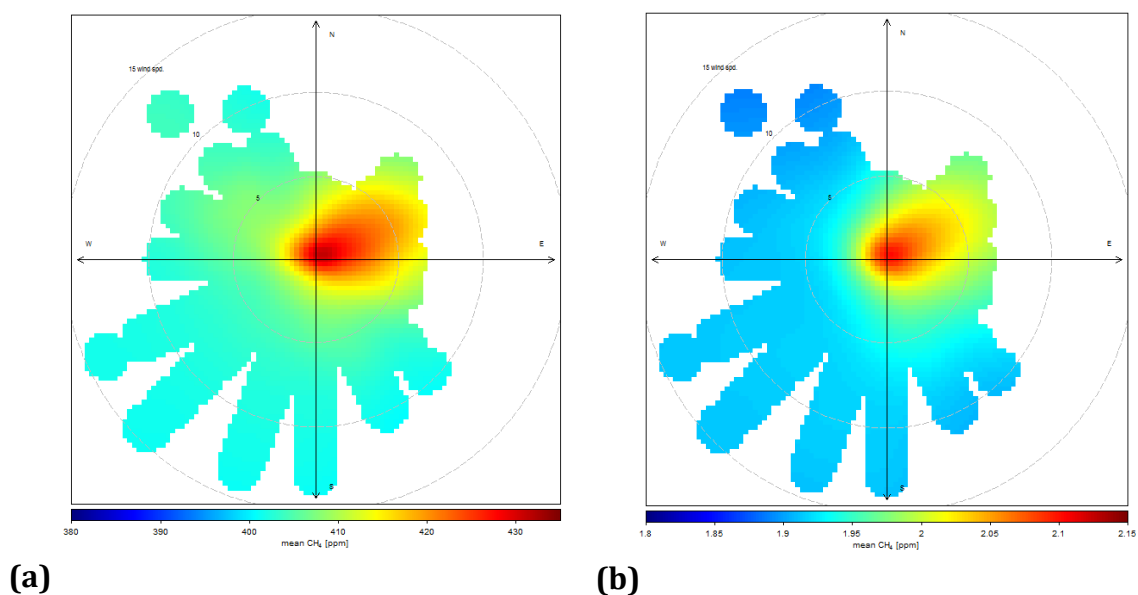 N
15 wind spd.
10
5
W
E
S
380 390 400 410 420 430
mean CH₄ [ppm]
(a)
N
15 wind spd.
10
5
W
E
S
1.8 1.85 1.9 1.95 2 2.05 2.1 2.15
mean CH₄ [ppm]
(b)